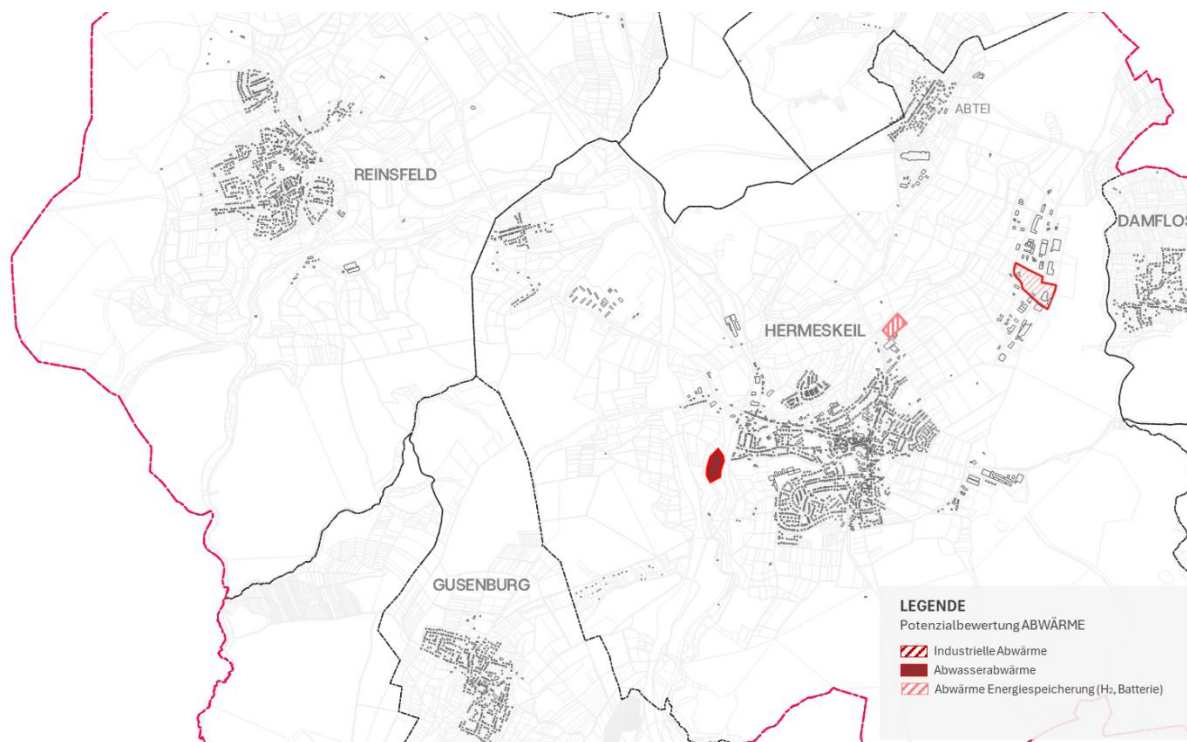 ABTEI
REINSFELD
DAMFLOS
HERMESKEIL
GUSENBURG
LEGENDE
Potenzialbewertung ABWÄRME
Industrielle Abwärme
Abwasserabwärme
Abwärme Energiespeicherung (H₂, Batterie)